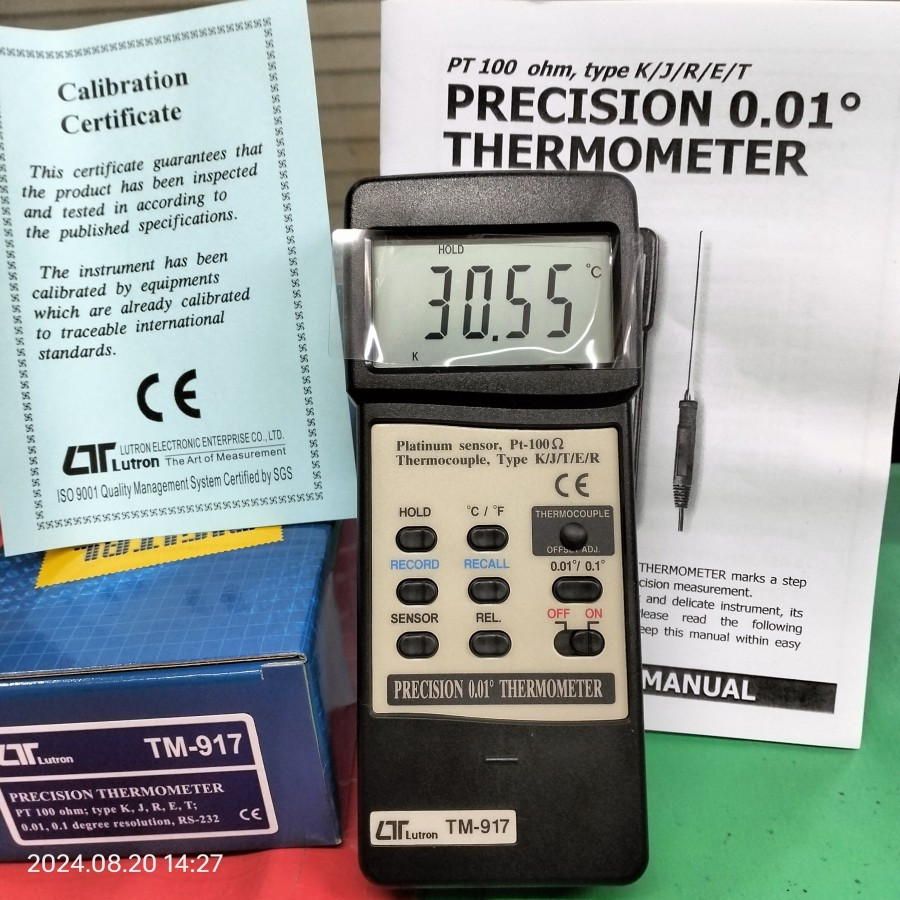 Calibration
Certificate
This certificate guarantees that
the product has been inspected
and tested in according to
the published specifications.
The instrument has been
calibrated by equipments
which are already calibrated
to traceable international
standards.
CE
LUTRON ELECTRONIC ENTERPRISE CO., LTD.
Lutron The Art of Measurement
ISO 9001 Quality Management System Certified by SGS
PT 100 ohm, type K/J/R/E/T
PRECISION 0.01°
THERMOMETER
THERMOMETER marks a step
and delicate instrument, its
read the following
this manual within easy
MANUAL
HOLD
30.55 °C
K
Platinum sensor, Pt-100Ω
Thermocouple, Type K/J/T/E/R
CE
HOLD °C / °F THERMOCOUPLE
OFFSET ADJ.
RECORD RECALL 0.01°/ 0.1°
SENSOR REL. OFF ON
PRECISION 0.01° THERMOMETER
Lutron TM-917
Lutron TM-917
PRECISION THERMOMETER
PT 100 ohm; type K, J, R, E, T;
0.01, 0.1 degree resolution, RS-232 CE
2024.08.20 14:27